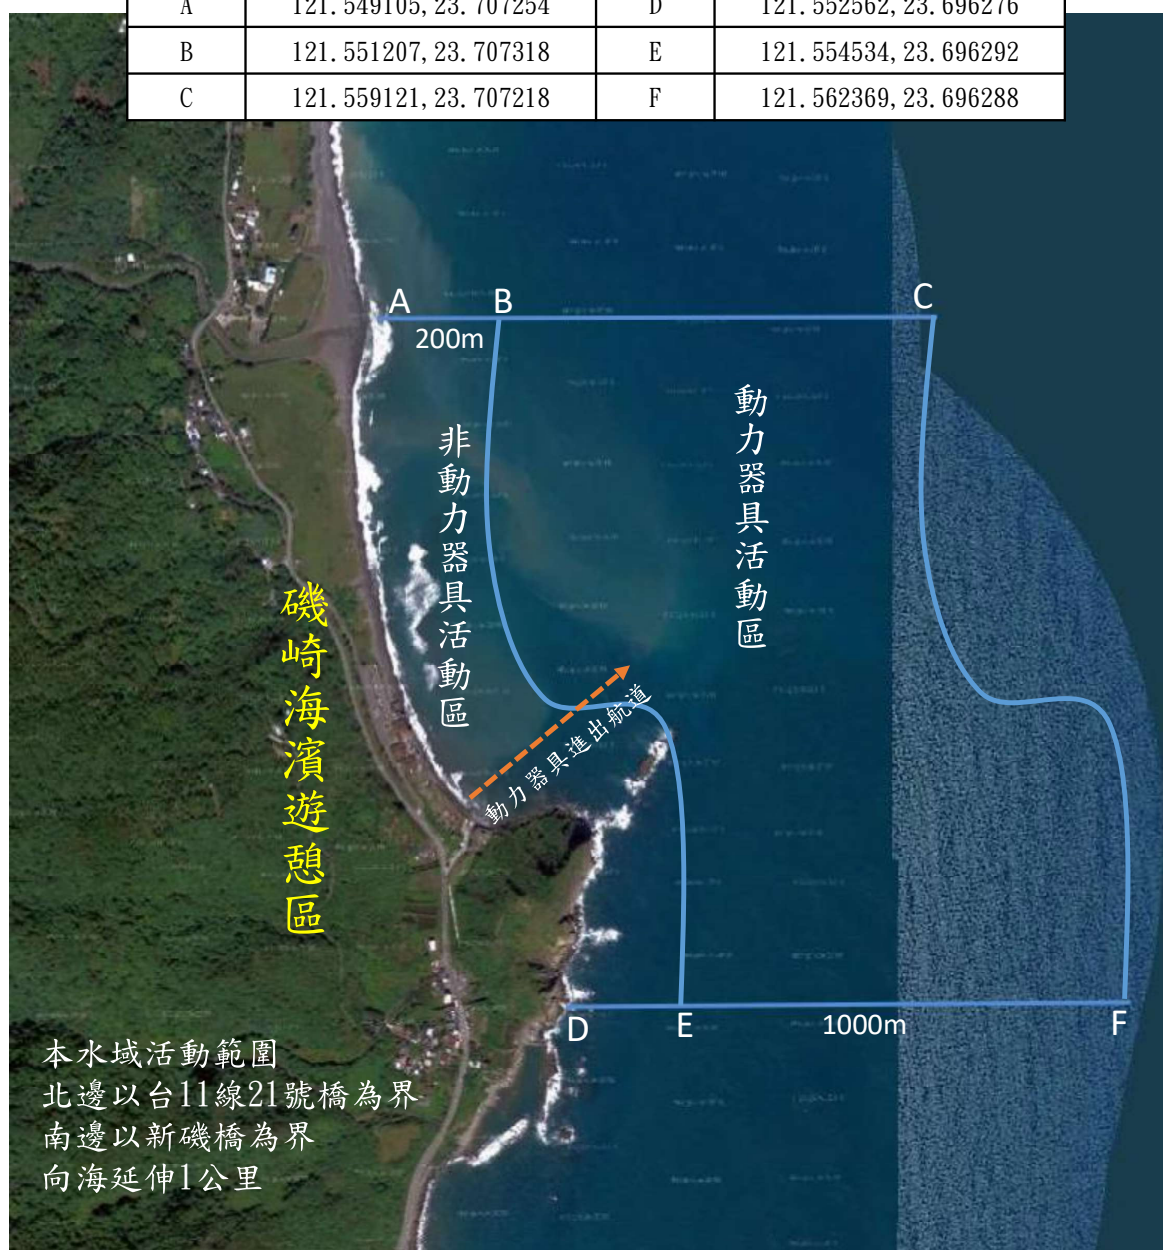 A 121.549105,23.707254 D 121.552562,23.696276
B 121.551207,23.707318 E 121.554534,23.696292
C 121.559121,23.707218 F 121.562369,23.696288
A B C
200m
動力器具活動區
非動力器具活動區
磯崎海濱遊憩區
動力器具進出航道
D E 1000m F
本水域活動範圍
北邊以台11線21號橋為界
南邊以新磯橋為界
向海延伸1公里